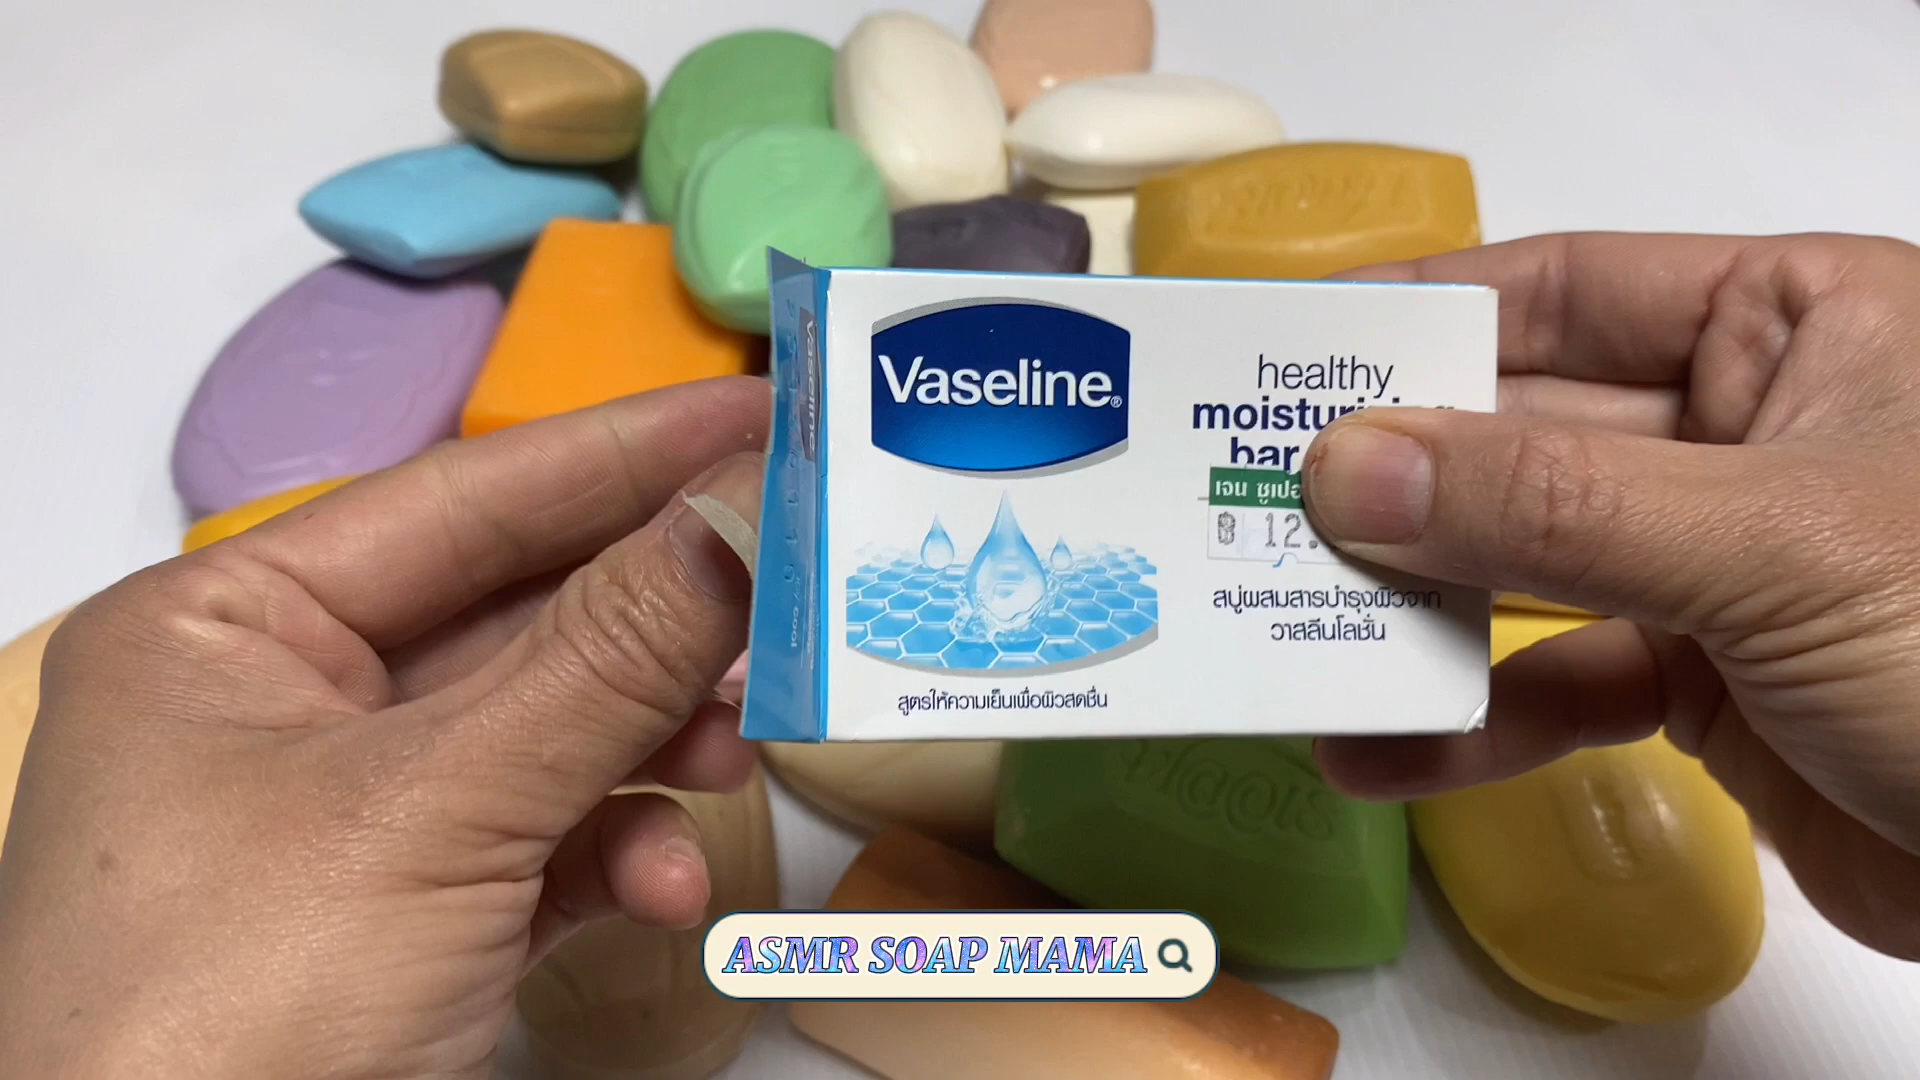 Vaseline®
healthy
bar
เจน ซูเปอ
฿ 12.
สบู่ผสมสารบำรุงผิวจาก
วาสลีนโลชั่น
สูตรให้ความเย็นเพื่อผิวสดชื่น
Vaseline
ASMR SOAP MAMA